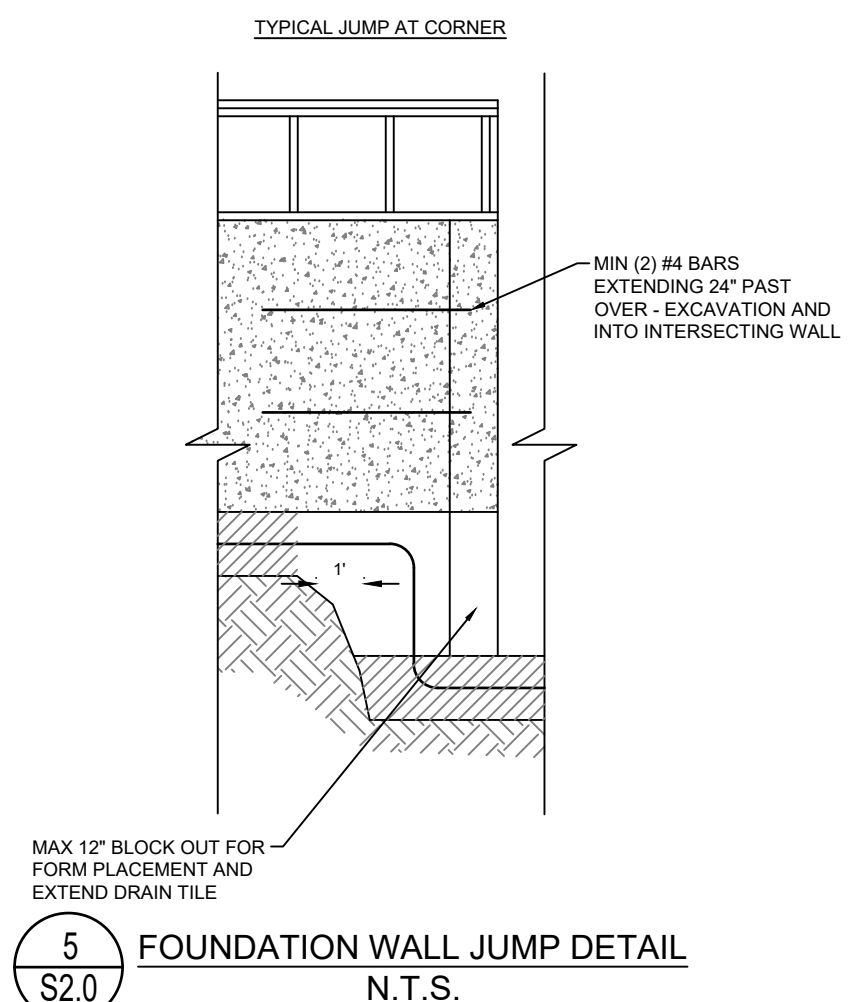 TYPICAL JUMP AT CORNER
MIN (2) #4 BARS
EXTENDING 24" PAST
OVER - EXCAVATION AND
INTO INTERSECTING WALL
1'
MAX 12" BLOCK OUT FOR
FORM PLACEMENT AND
EXTEND DRAIN TILE
5
S2.0
FOUNDATION WALL JUMP DETAIL
N.T.S.